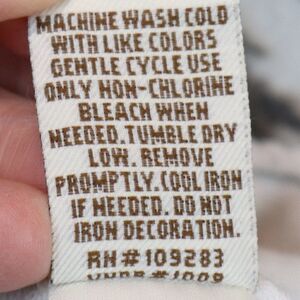 MACHINE WASH COLD
WITH LIKE COLORS
GENTLE CYCLE USE
ONLY NON-CHLORINE
BLEACH WHEN
NEEDED. TUMBLE DRY
LOW. REMOVE
PROMPTLY. COOL IRON
IF NEEDED. DO NOT
IRON DECORATION.
RN# 109283